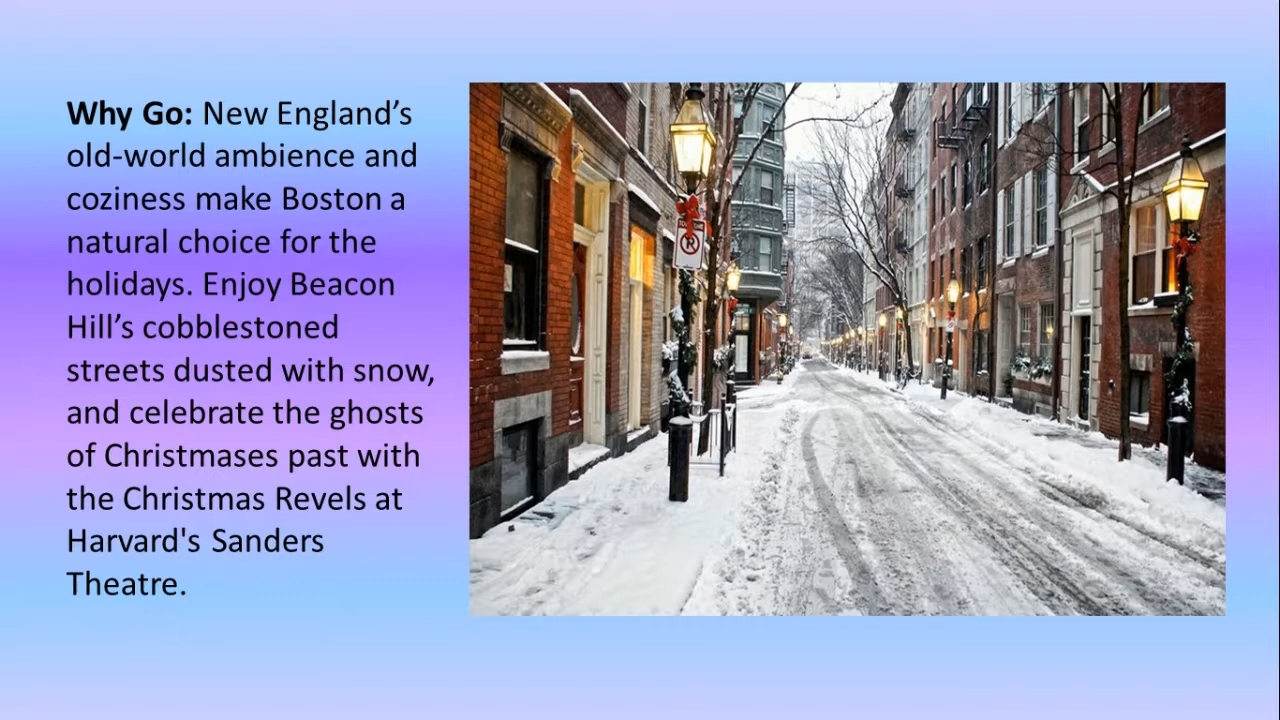 Why Go: New England’s
old-world ambience and
coziness make Boston a
natural choice for the
holidays. Enjoy Beacon
Hill’s cobblestoned
streets dusted with snow,
and celebrate the ghosts
of Christmases past with
the Christmas Revels at
Harvard's Sanders
Theatre.